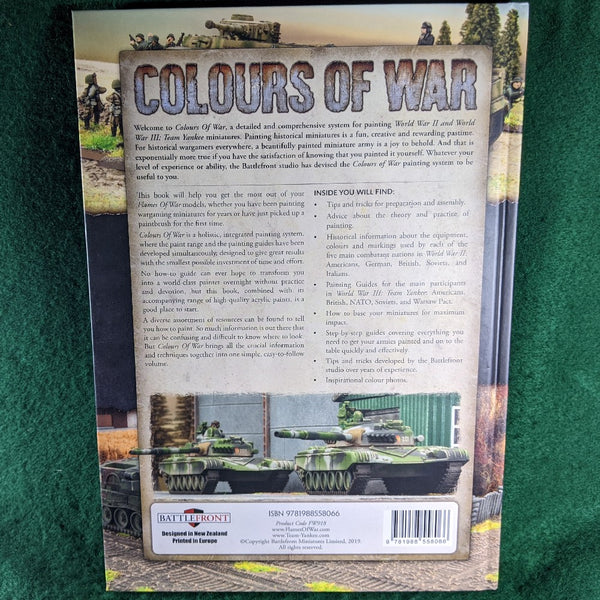 COLOURS OF WAR
Welcome to Colours Of War, a detailed and comprehensive system for painting World War II and World
War III: Team Yankee miniatures. Painting historical miniatures is a fun, creative and rewarding pastime.
For historical wargamers everywhere, a beautifully painted miniature army is a joy to behold. And that is
exponentially more true if you have the satisfaction of knowing that you painted it yourself. Whatever your
level of experience or ability, the Battlefront studio has devised the Colours of War painting system to be
useful to you.
This book will help you get the most out of your
Flames Of War models, whether you have been painting
wargaming miniatures for years or have just picked up a
paintbrush for the first time.
Colours Of War is a holistic, integrated painting system,
where the paint range and the painting guides have been
developed simultaneously, designed to give great results
with the smallest possible investment of time and effort.
No how-to guide can ever hope to transform you
into a world class painter overnight without practice
and devotion, but this book, combined with its
accompanying range of high quality acrylic paints, is a
good place to start.
A diverse assortment of resources can be found to tell
you how to paint. So much information is out there that
it can be confusing and difficult to know where to look.
But Colours Of War brings all the crucial information
and techniques together into one simple, easy-to-follow
volume.
INSIDE YOU WILL FIND:
• Tips and tricks for preparation and assembly.
• Advice about the theory and practice of
painting.
• Historical information about the equipment,
colours and markings used by each of the
five main combatant nations in World War II:
Americans, German, British, Soviets, and
Italians.
• Painting Guides for the main participants
in World War III: Team Yankee: Americans,
British, NATO, Soviets, and Warsaw Pact.
• How to base your miniatures for maximum
impact.
• Step-by-step guides covering everything you
need to get your armies painted and on to the
table quickly and effectively.
• Tips and tricks developed by the Battlefront
studio over years of experience.
• Inspirational colour photos.
BATTLEFRONT
Designed in New Zealand
Printed in Europe
ISBN 9781988558066
Product Code FW918
www.FlamesOfWar.com
www.Team-Yankee.com
©Copyright Battlefront Miniatures Limited, 2019.
All rights reserved.
9 781988 558066